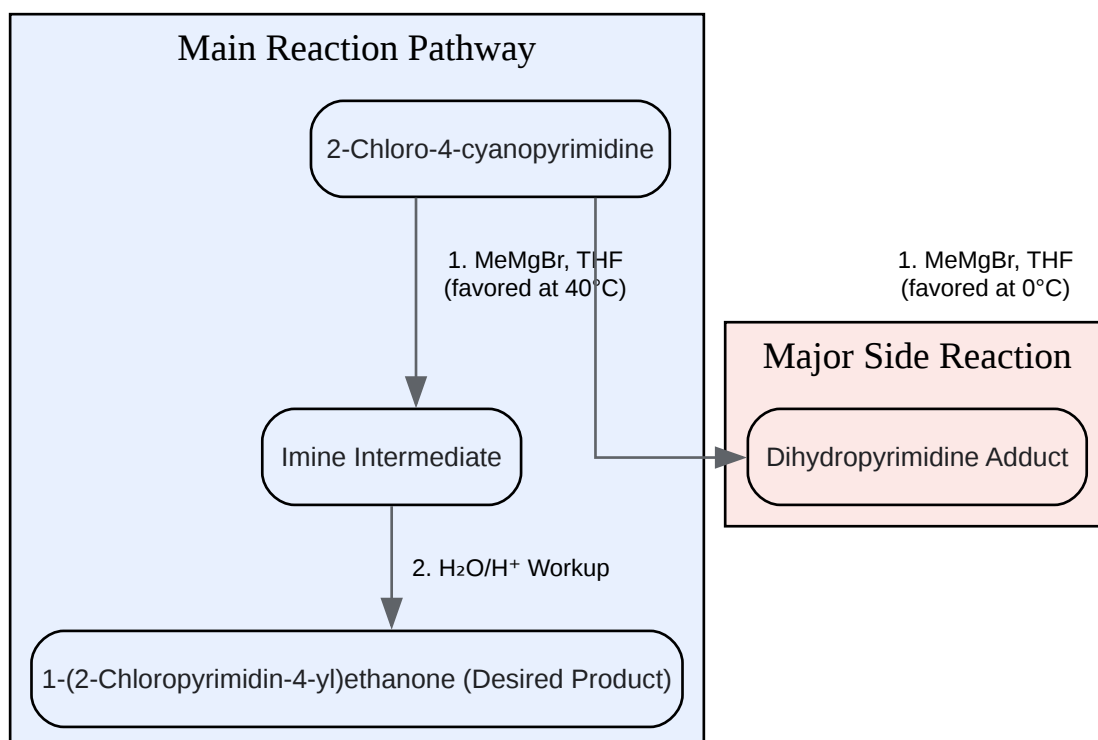 Main Reaction Pathway
2-Chloro-4-cyanopyrimidine
1. MeMgBr, THF
(favored at 40°C)
1. MeMgBr, THF
(favored at 0°C)
Major Side Reaction
Imine Intermediate
Dihydropyrimidine Adduct
2. H₂O/H⁺ Workup
1-(2-Chloropyrimidin-4-yl)ethanone (Desired Product)